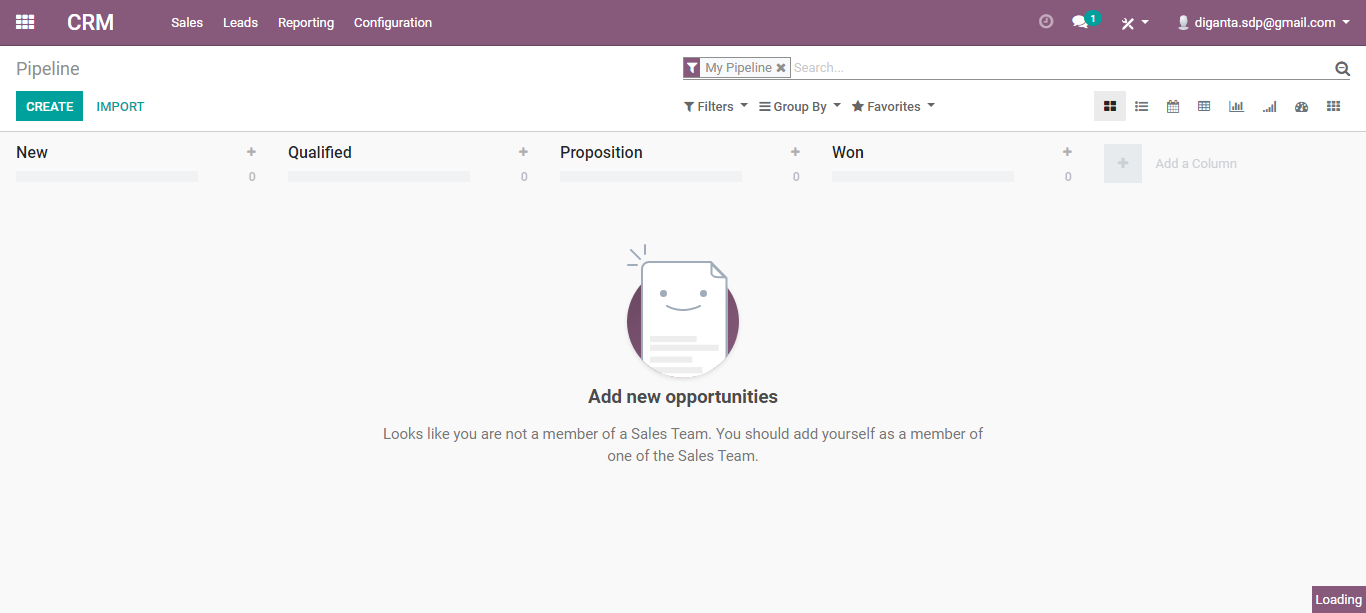 CRM Sales Leads Reporting Configuration 1 diganta.sdp@gmail.com
Pipeline My Pipeline Search...
CREATE IMPORT Filters Group By Favorites
New Qualified Proposition Won Add a Column
0 0 0 0
Add new opportunities
Looks like you are not a member of a Sales Team. You should add yourself as a member of
one of the Sales Team.
Loading